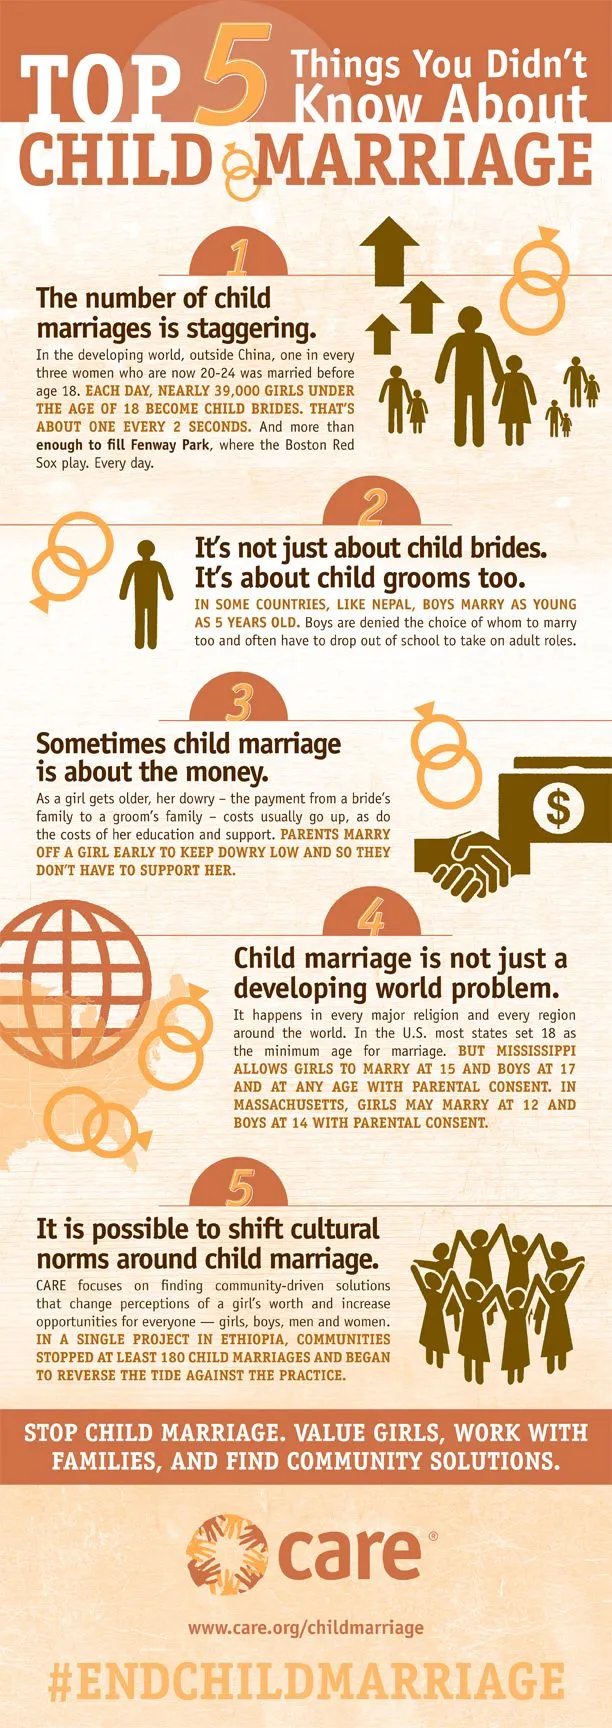 TOP 5 Things You Didn't
Know About
CHILD MARRIAGE
1
The number of child
marriages is staggering.
In the developing world, outside China, one in every
three women who are now 20-24 was married before
age 18. EACH DAY, NEARLY 39,000 GIRLS UNDER
THE AGE OF 18 BECOME CHILD BRIDES. THAT'S
ABOUT ONE EVERY 2 SECONDS. And more than
enough to fill Fenway Park, where the Boston Red
Sox play. Every day.
2
It's not just about child brides.
It's about child grooms too.
IN SOME COUNTRIES, LIKE NEPAL, BOYS MARRY AS YOUNG
AS 5 YEARS OLD. Boys are denied the choice of whom to marry
too and often have to drop out of school to take on adult roles.
3
Sometimes child marriage
is about the money.
As a girl gets older, her dowry – the payment from a bride's
family to a groom's family – costs usually go up, as do
the costs of her education and support. PARENTS MARRY
OFF A GIRL EARLY TO KEEP DOWRY LOW AND SO THEY
DON'T HAVE TO SUPPORT HER.
$
4
Child marriage is not just a
developing world problem.
It happens in every major religion and every region
around the world. In the U.S. most states set 18 as
the minimum age for marriage. BUT MISSISSIPPI
ALLOWS GIRLS TO MARRY AT 15 AND BOYS AT 17
AND AT ANY AGE WITH PARENTAL CONSENT. IN
MASSACHUSETTS, GIRLS MAY MARRY AT 12 AND
BOYS AT 14 WITH PARENTAL CONSENT.
5
It is possible to shift cultural
norms around child marriage.
CARE focuses on finding community-driven solutions
that change perceptions of a girl's worth and increase
opportunities for everyone — girls, boys, men and women.
IN A SINGLE PROJECT IN ETHIOPIA, COMMUNITIES
STOPPED AT LEAST 180 CHILD MARRIAGES AND BEGAN
TO REVERSE THE TIDE AGAINST THE PRACTICE.
STOP CHILD MARRIAGE. VALUE GIRLS, WORK WITH
FAMILIES, AND FIND COMMUNITY SOLUTIONS.
care®
www.care.org/childmarriage
#ENDCHILDMARRIAGE